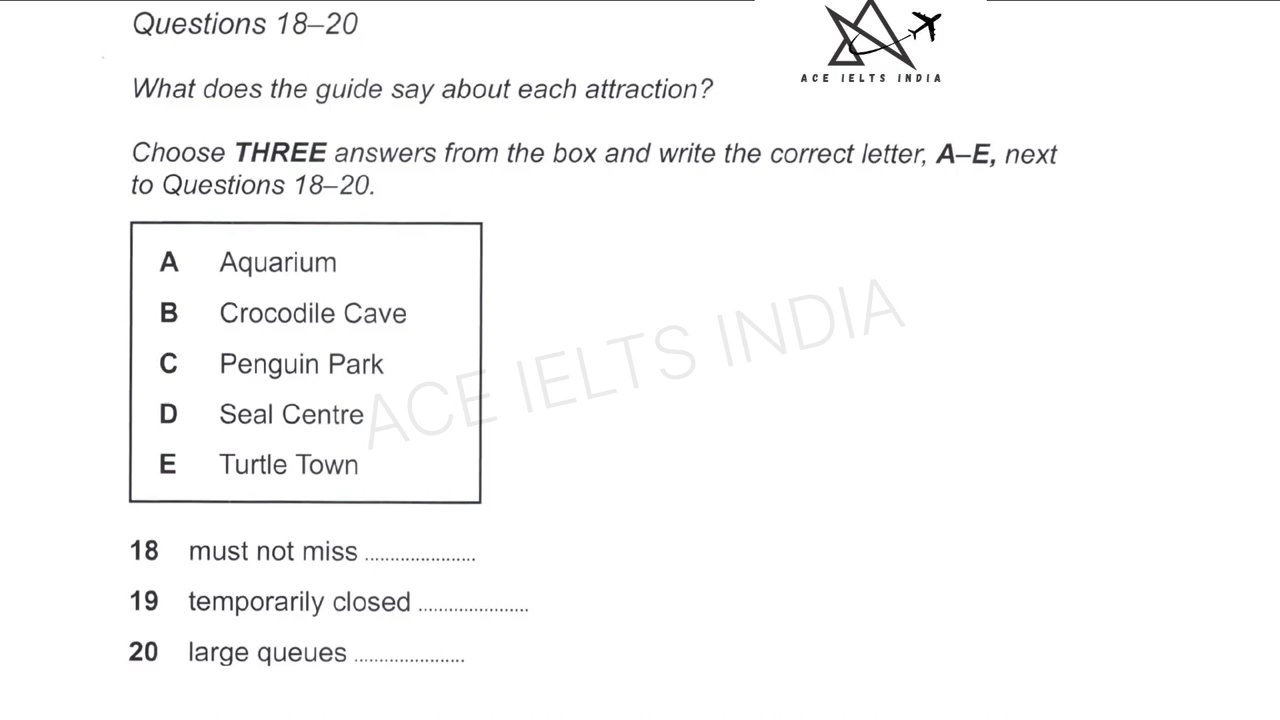 Questions 18–20
ACE IELTS INDIA
What does the guide say about each attraction?
Choose THREE answers from the box and write the correct letter, A–E, next
to Questions 18–20.
A Aquarium
B Crocodile Cave
C Penguin Park
D Seal Centre
E Turtle Town
ACE IELTS INDIA
18 must not miss ......................
19 temporarily closed ......................
20 large queues ......................